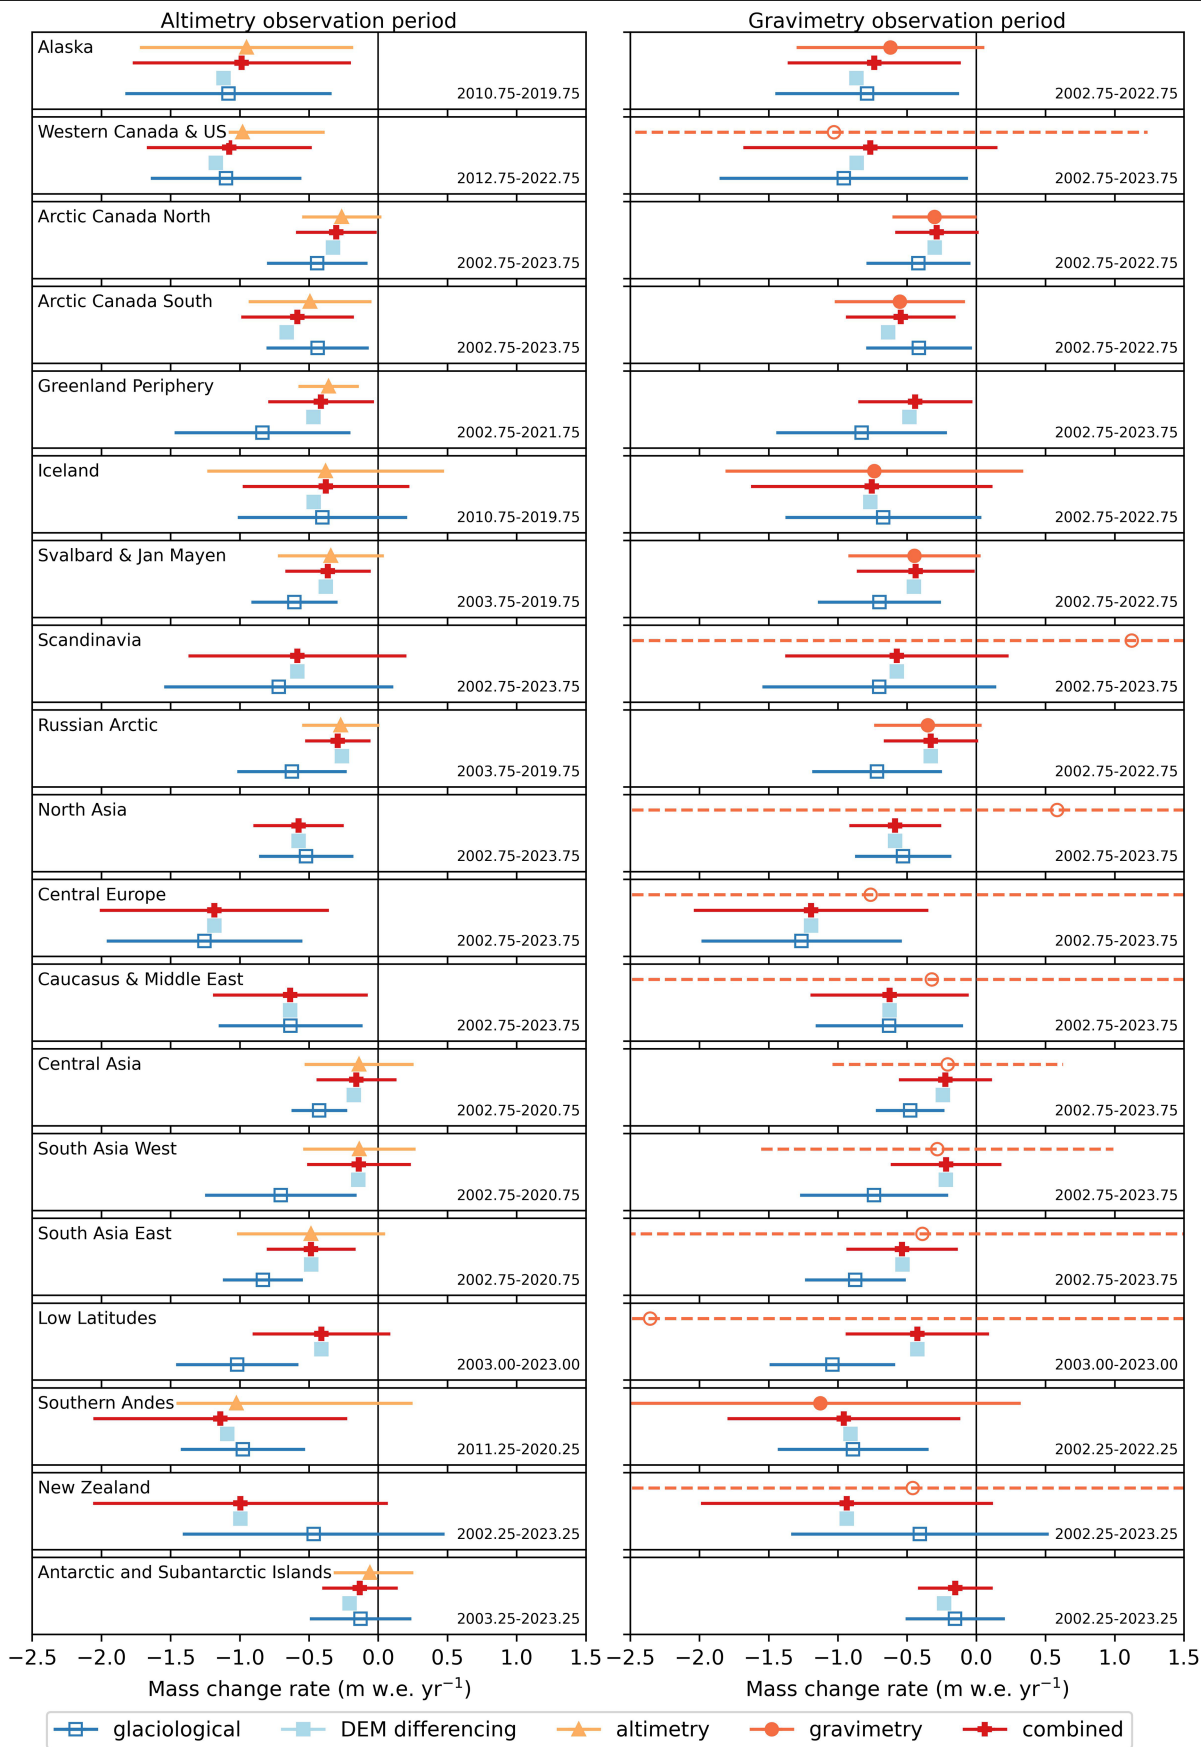 Altimetry observation period Gravimetry observation period
Alaska
2010.75-2019.75 2002.75-2022.75
Western Canada & US
2012.75-2022.75 2002.75-2023.75
Arctic Canada North
2002.75-2023.75 2002.75-2022.75
Arctic Canada South
2002.75-2023.75 2002.75-2022.75
Greenland Periphery
2002.75-2021.75 2002.75-2023.75
Iceland
2010.75-2019.75 2002.75-2022.75
Svalbard & Jan Mayen
2003.75-2019.75 2002.75-2022.75
Scandinavia
2002.75-2023.75 2002.75-2023.75
Russian Arctic
2003.75-2019.75 2002.75-2022.75
North Asia
2002.75-2023.75 2002.75-2023.75
Central Europe
2002.75-2023.75 2002.75-2023.75
Caucasus & Middle East
2002.75-2023.75 2002.75-2023.75
Central Asia
2002.75-2020.75 2002.75-2023.75
South Asia West
2002.75-2020.75 2002.75-2023.75
South Asia East
2002.75-2020.75 2002.75-2023.75
Low Latitudes
2003.00-2023.00 2003.00-2023.00
Southern Andes
2011.25-2020.25 2002.25-2022.25
New Zealand
2002.25-2023.25 2002.25-2023.25
Antarctic and Subantarctic Islands
2003.25-2023.25 2002.25-2023.25
−2.5 −2.0 −1.5 −1.0 −0.5 0.0 0.5 1.0 1.5 −2.5 −2.0 −1.5 −1.0 −0.5 0.0 0.5 1.0 1.5
Mass change rate (m w.e. yr⁻¹) Mass change rate (m w.e. yr⁻¹)
glaciological DEM differencing altimetry gravimetry combined